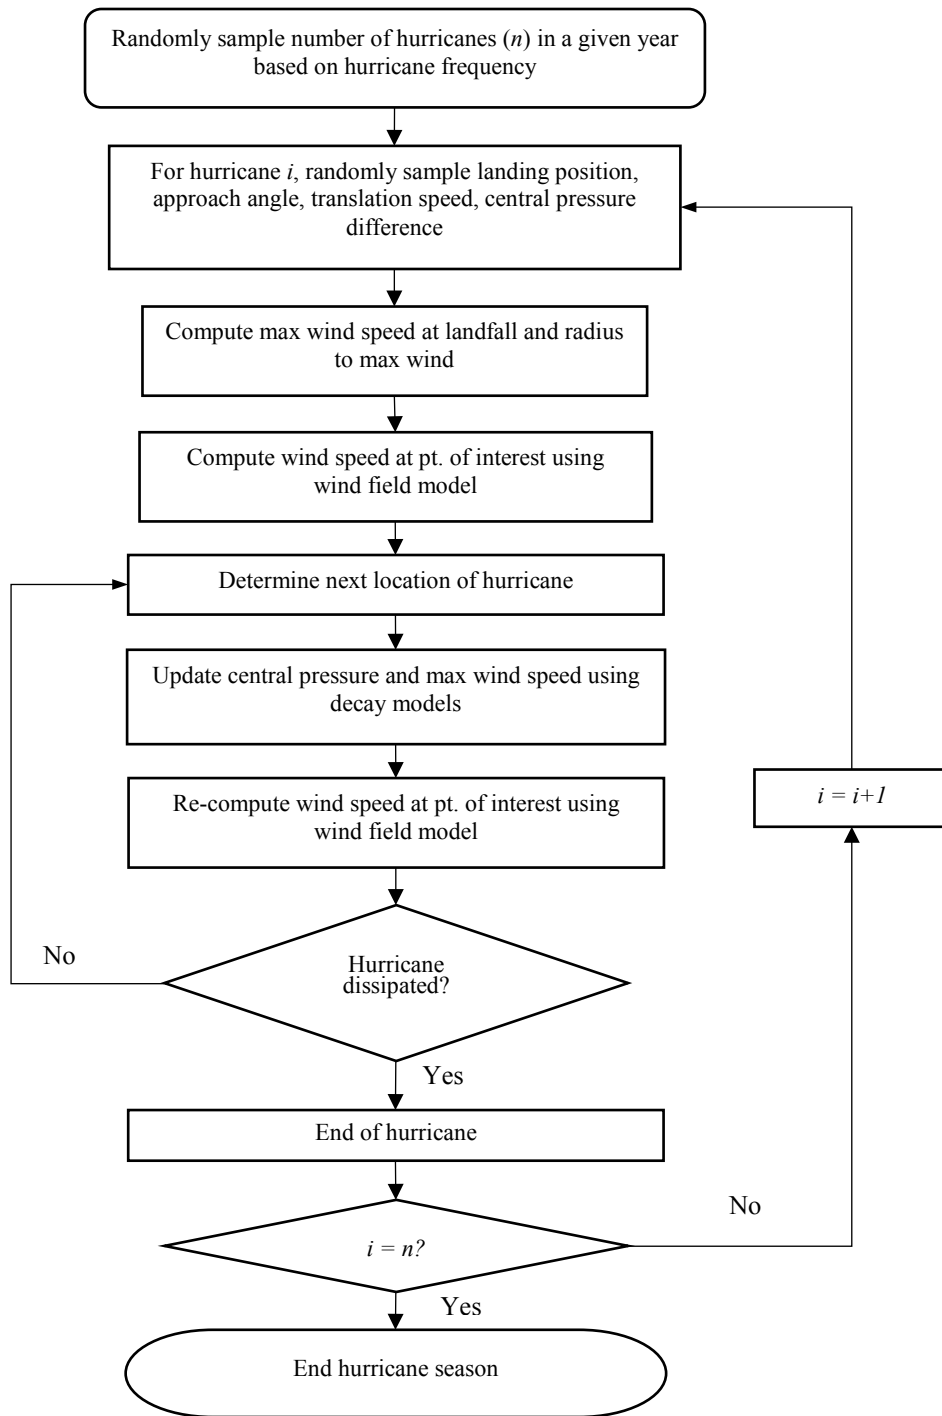 Randomly sample number of hurricanes (n) in a given year
based on hurricane frequency
For hurricane i, randomly sample landing position,
approach angle, translation speed, central pressure
difference
Compute max wind speed at landfall and radius
to max wind
Compute wind speed at pt. of interest using
wind field model
Determine next location of hurricane
Update central pressure and max wind speed using
decay models
Re-compute wind speed at pt. of interest using
wind field model
i = i+1
No
Hurricane
dissipated?
Yes
End of hurricane
No
i = n?
Yes
End hurricane season